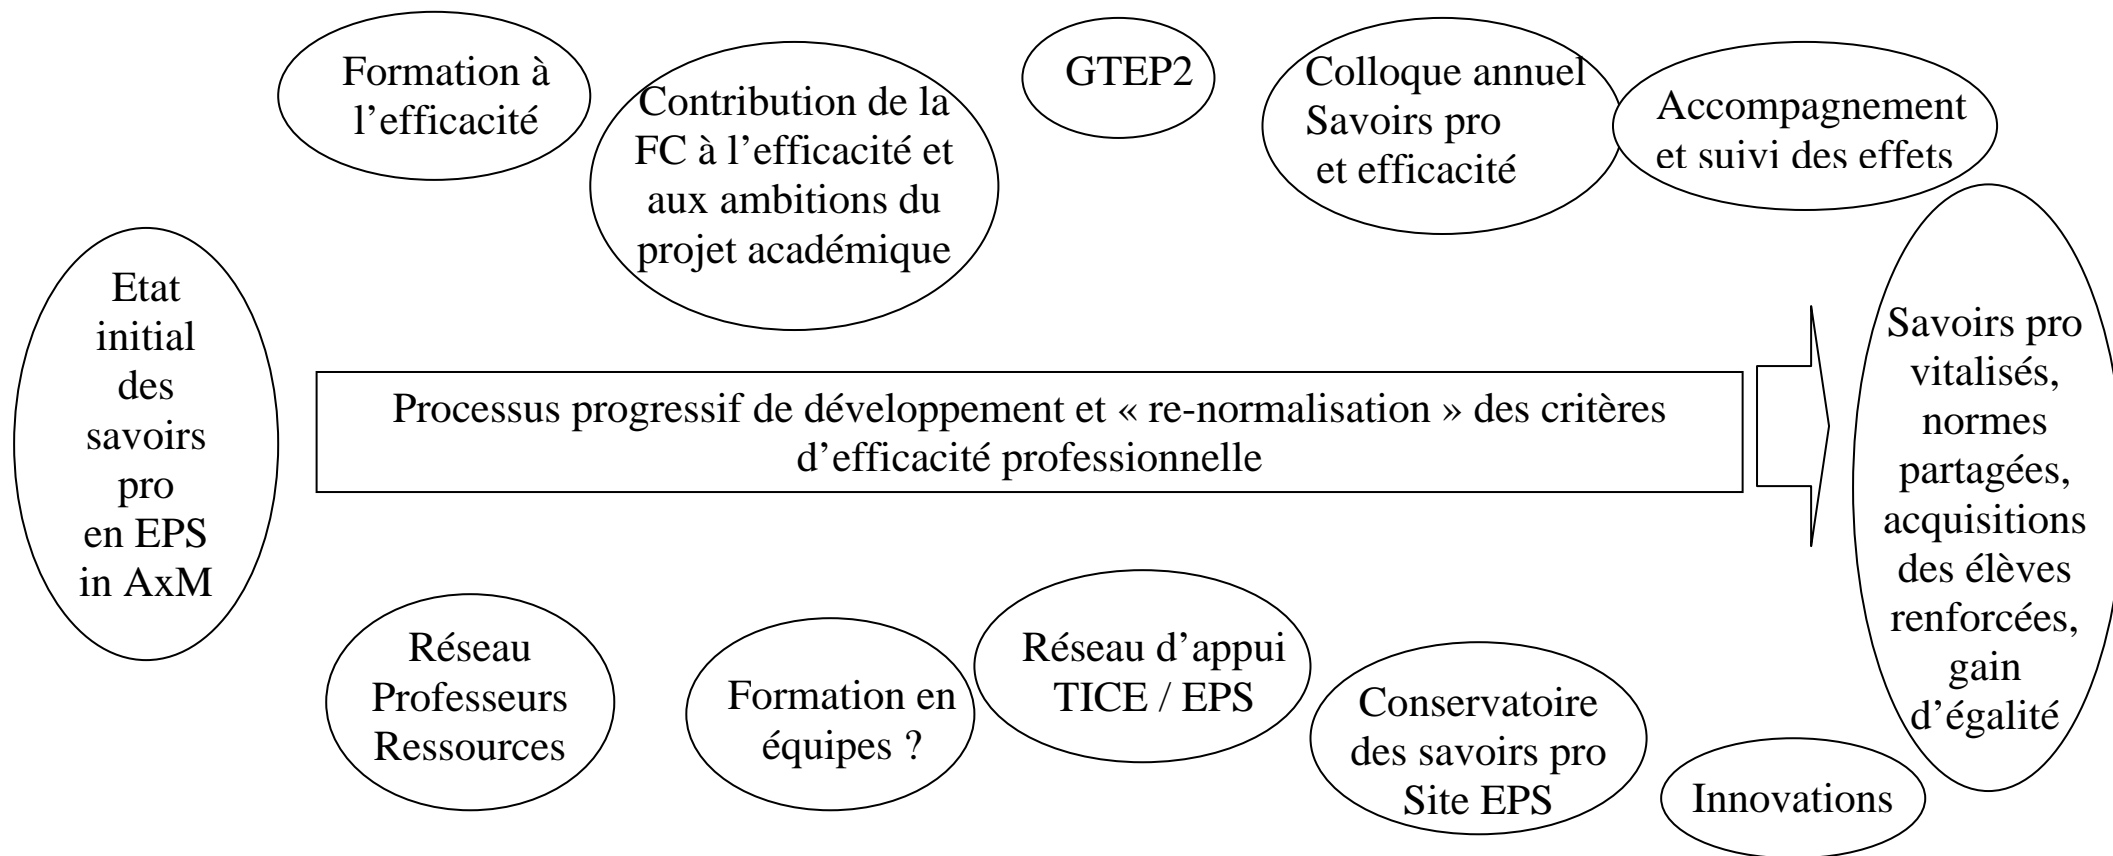 Formation à
l’efficacité
Contribution de la
FC à l’efficacité et
aux ambitions du
projet académique
GTEP2
Colloque annuel
Savoirs pro
et efficacité
Accompagnement
et suivi des effets
Etat
initial
des
savoirs
pro
en EPS
in AxM
Processus progressif de développement et « re-normalisation » des critères
d’efficacité professionnelle
Savoirs pro
vitalisés,
normes
partagées,
acquisitions
des élèves
renforcées,
gain
d’égalité
Réseau
Professeurs
Ressources
Formation en
équipes ?
Réseau d’appui
TICE / EPS
Conservatoire
des savoirs pro
Site EPS
Innovations